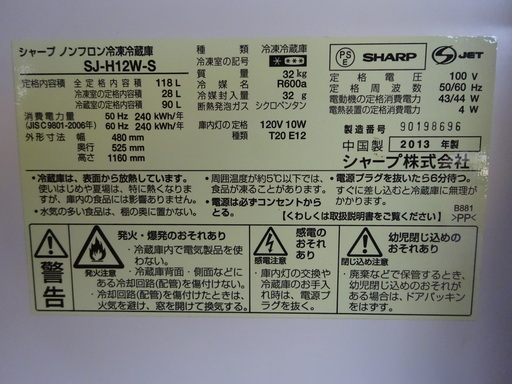 シャープ ノンフロン冷凍冷蔵庫
SJ-H12W-S
定格内容積 全定格内容積 118 L
冷凍室の定格内容積 28 L
冷蔵室の定格内容積 90 L
消費電力量 50 Hz 240 kWh/年
(JIS C 9801-2006年) 60 Hz 240 kWh/年
外形寸法 幅 480 mm
奥行 525 mm
高さ 1160 mm
種類 冷凍冷蔵庫
冷凍室の記号 * ***
質量 32 kg
冷媒 R600a
冷媒封入量 32 g
断熱発泡ガス シクロペンタン
庫内灯の定格 120V 10W
T20 E12
PS
E
SHARP
S JET
定格電圧 100 V
定格周波数 50/60 Hz
電動機の定格消費電力 43/44 W
電熱装置の定格消費電力 4 W
製造番号 90198696
中国製 2013 年製
シャープ株式会社
•冷蔵庫は、表面から放熱しています。
使いはじめや夏場は、特に熱くなりま
すが、庫内の食品には影響ありません。
•水気の多い食品は、棚の奥に置かない。
•周囲温度が約5℃以下では、食
品が凍ることがあります。
•電源は必ずコンセントから
とる。
•電源プラグを抜いたら6分待つ。
すぐに差し込むと冷蔵庫に無理が
かかります。
【くわしくは取扱説明書をご覧ください】
B881
>PP<
警告
発火注意
発火・爆発のおそれあり
•冷蔵庫内で電気製品を使わ
ない。
•冷蔵庫背面・側面などに
ある冷却回路(配管)を傷つけない。
•冷却回路(配管)を傷つけたときは、
火気を避け、窓を開けて換気する。
感電注意
感電の
おそれあり
•庫内灯の交換や
冷蔵庫のお手
入れ時は、電源
プラグを抜く。
閉じ込め注意
幼児閉じ込めの
おそれあり
•廃棄などで保管するとき、
幼児閉じ込めのおそれが
ある場合は、ドアパッキン
をはずす。